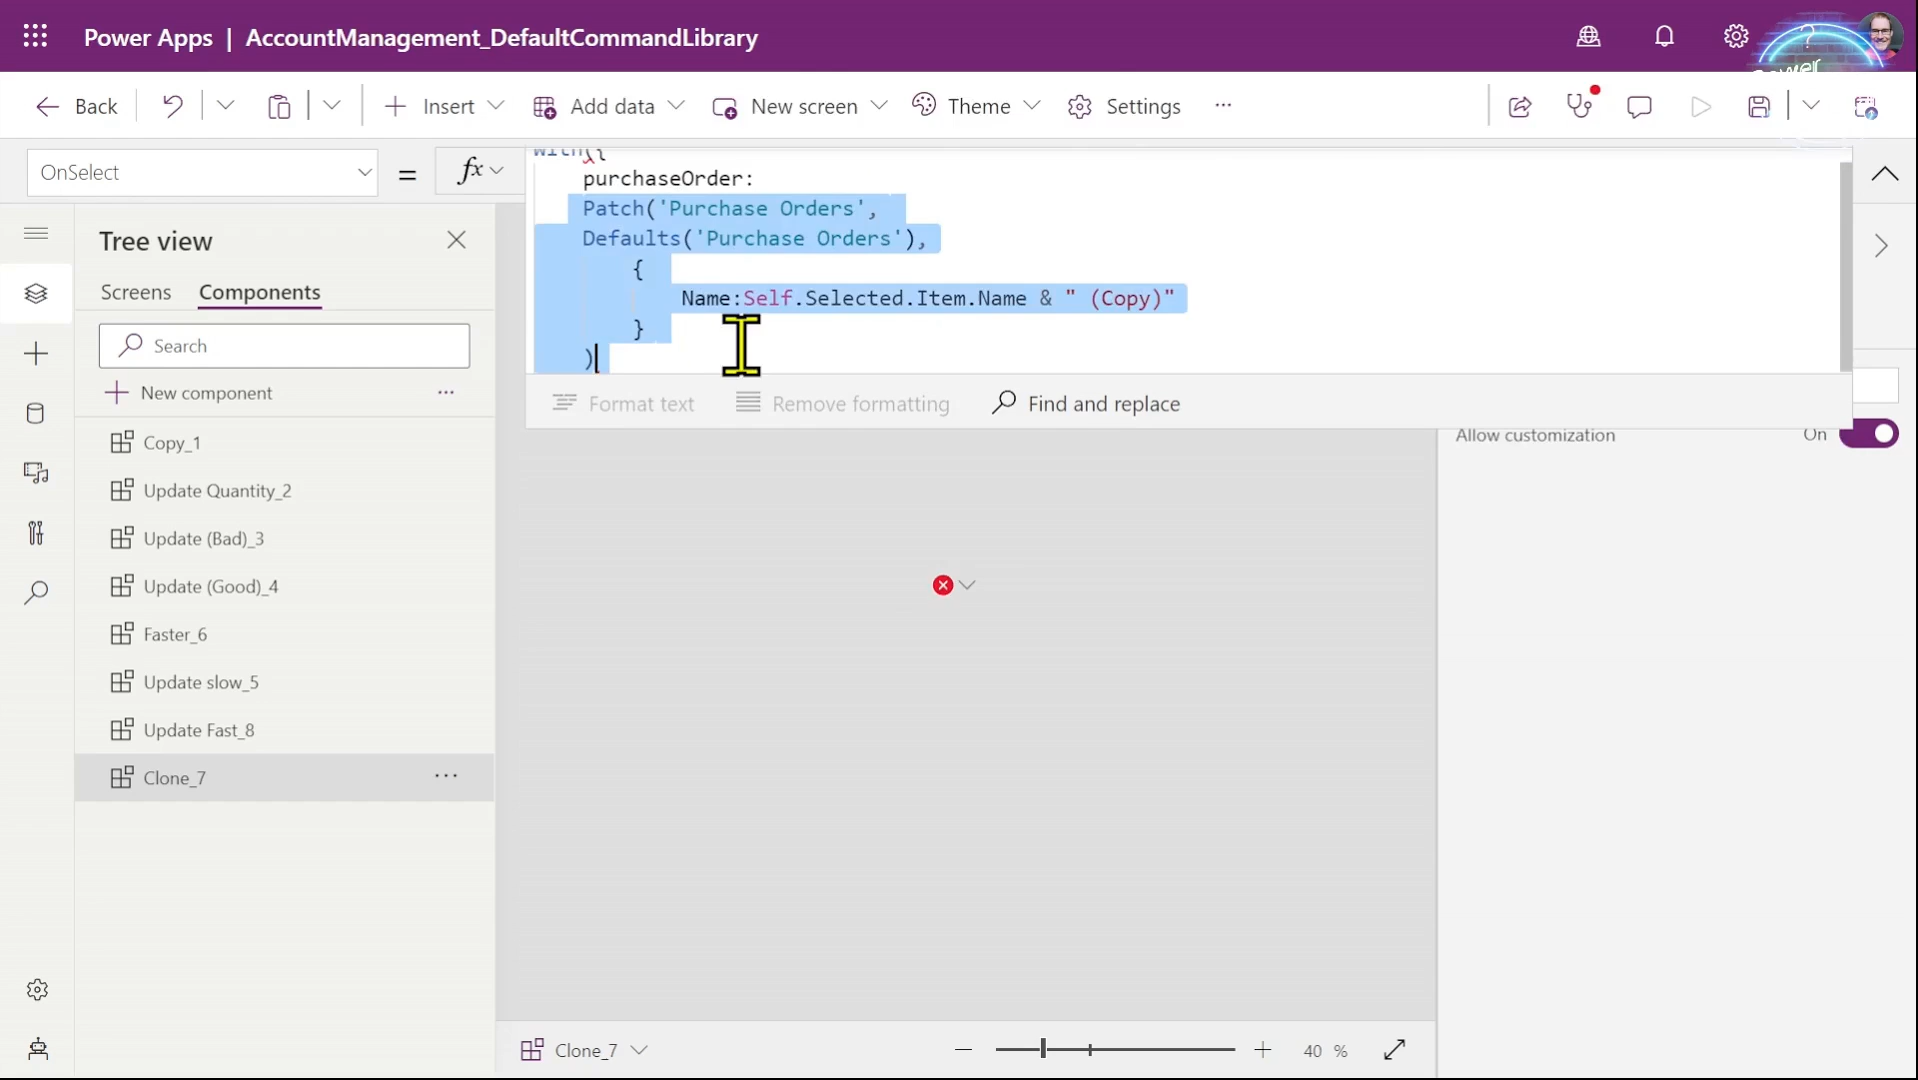 Power Apps | AccountManagement_DefaultCommandLibrary
Back
Insert
Add data
New screen
Theme
Settings
OnSelect
=
fx
With({
purchaseOrder:
Patch('Purchase Orders',
Defaults('Purchase Orders'),
{
Name:Self.Selected.Item.Name & " (Copy)"
}
)
Format text
Remove formatting
Find and replace
Tree view
Screens
Components
Search
New component
Copy_1
Update Quantity_2
Update (Bad)_3
Update (Good)_4
Faster_6
Update slow_5
Update Fast_8
Clone_7
Allow customization
On
Clone_7
40 %